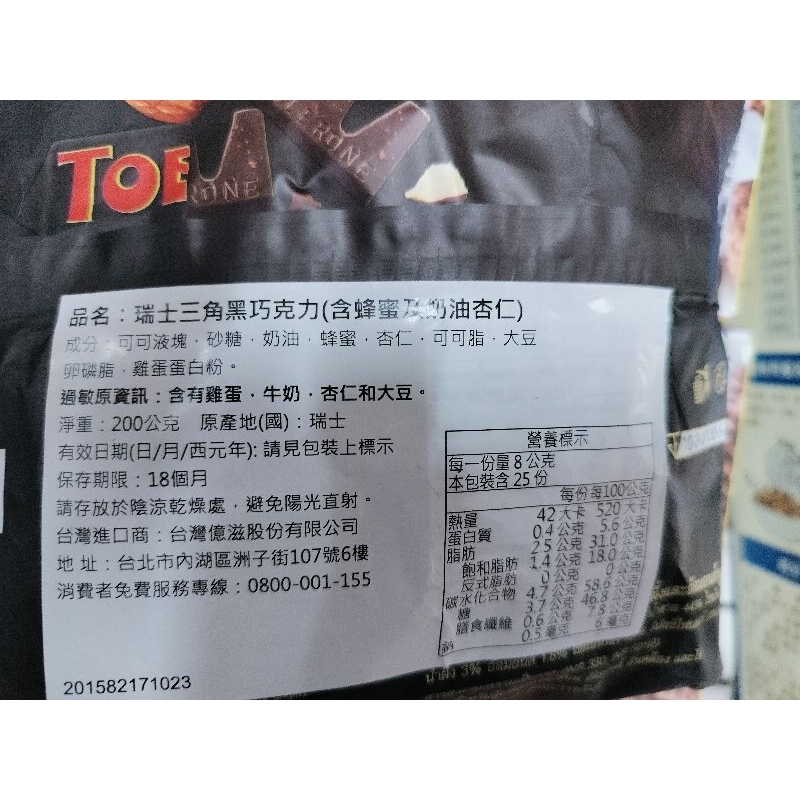 TOB
RONE
ERONE
品名：瑞士三角黑巧克力(含蜂蜜及奶油杏仁)
成分：可可液塊，砂糖，奶油，蜂蜜，杏仁，可可脂，大豆
卵磷脂，雞蛋蛋白粉。
過敏原資訊：含有雞蛋，牛奶，杏仁和大豆。
淨重：200公克 原產地(國)：瑞士
有效日期(日/月/西元年): 請見包裝上標示
保存期限：18個月
請存放於陰涼乾燥處，避免陽光直射。
台灣進口商：台灣億滋股份有限公司
地 址：台北市內湖區洲子街107號6樓
消費者免費服務專線：0800-001-155
201582171023
營養標示
每一份量 8 公克
本包裝含 25 份
每份 每100公克
熱量 42 大卡 520 大卡
蛋白質 0.4 公克 5.6 公克
脂肪 2.5 公克 31.0 公克
飽和脂肪 1.4 公克 18.0 公克
反式脂肪 0 公克 0 公克
碳水化合物 4.7 公克 58.6 公克
糖 3.7 公克 46.8 公克
膳食纖維 0.6 公克 7.8 公克
鈉 0.5 毫克 6 毫克